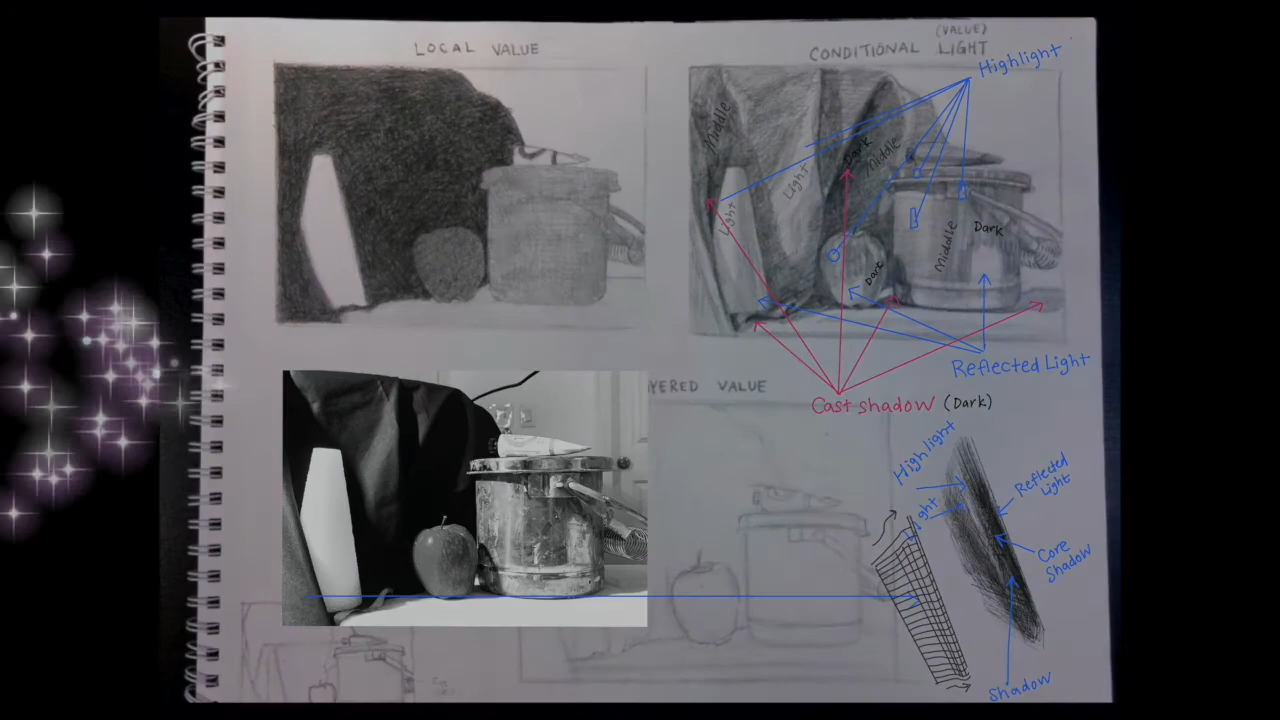 LOCAL VALUE
(VALUE)
CONDITIONAL LIGHT
Highlight
Middle
Dark
Middle
Light
Light
Dark
Middle
Dark
Reflected Light
YERED VALUE
Cast shadow (Dark)
Highlight
Reflected
Light
ight
Core
Shadow
Shadow